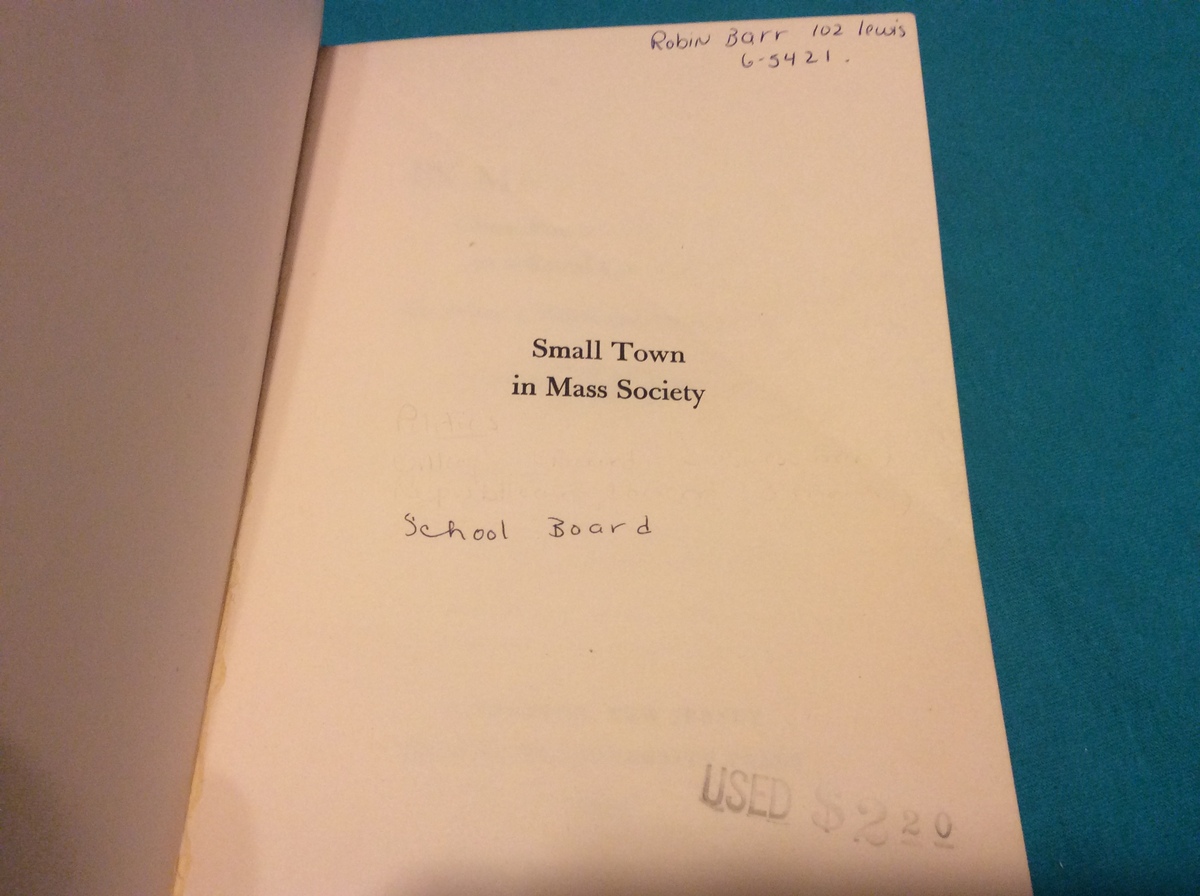 Robin Barr 102 lewis
6-5421.
Small Town
in Mass Society
School Board
USED $2 20